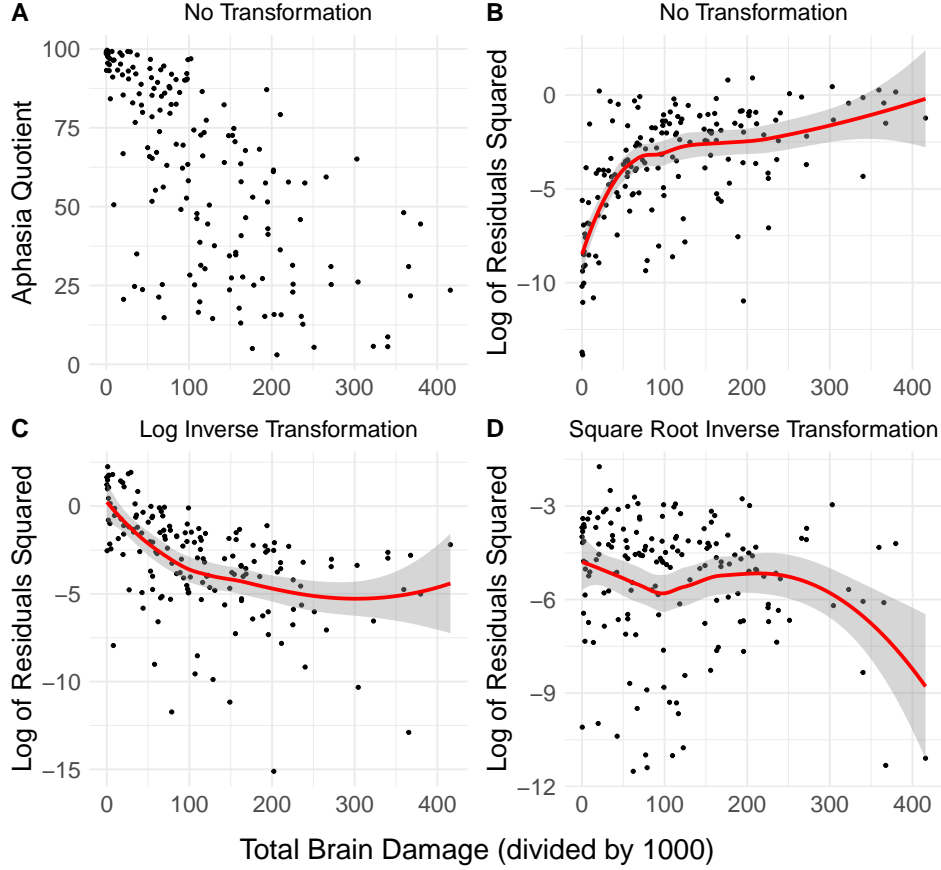 A No Transformation
Aphasia Quotient
100
75
50
25
0
0 100 200 300 400
B No Transformation
Log of Residuals Squared
0
−5
−10
0 100 200 300 400
C Log Inverse Transformation
Log of Residuals Squared
0
−5
−10
−15
0 100 200 300 400
D Square Root Inverse Transformation
Log of Residuals Squared
−3
−6
−9
−12
0 100 200 300 400
Total Brain Damage (divided by 1000)